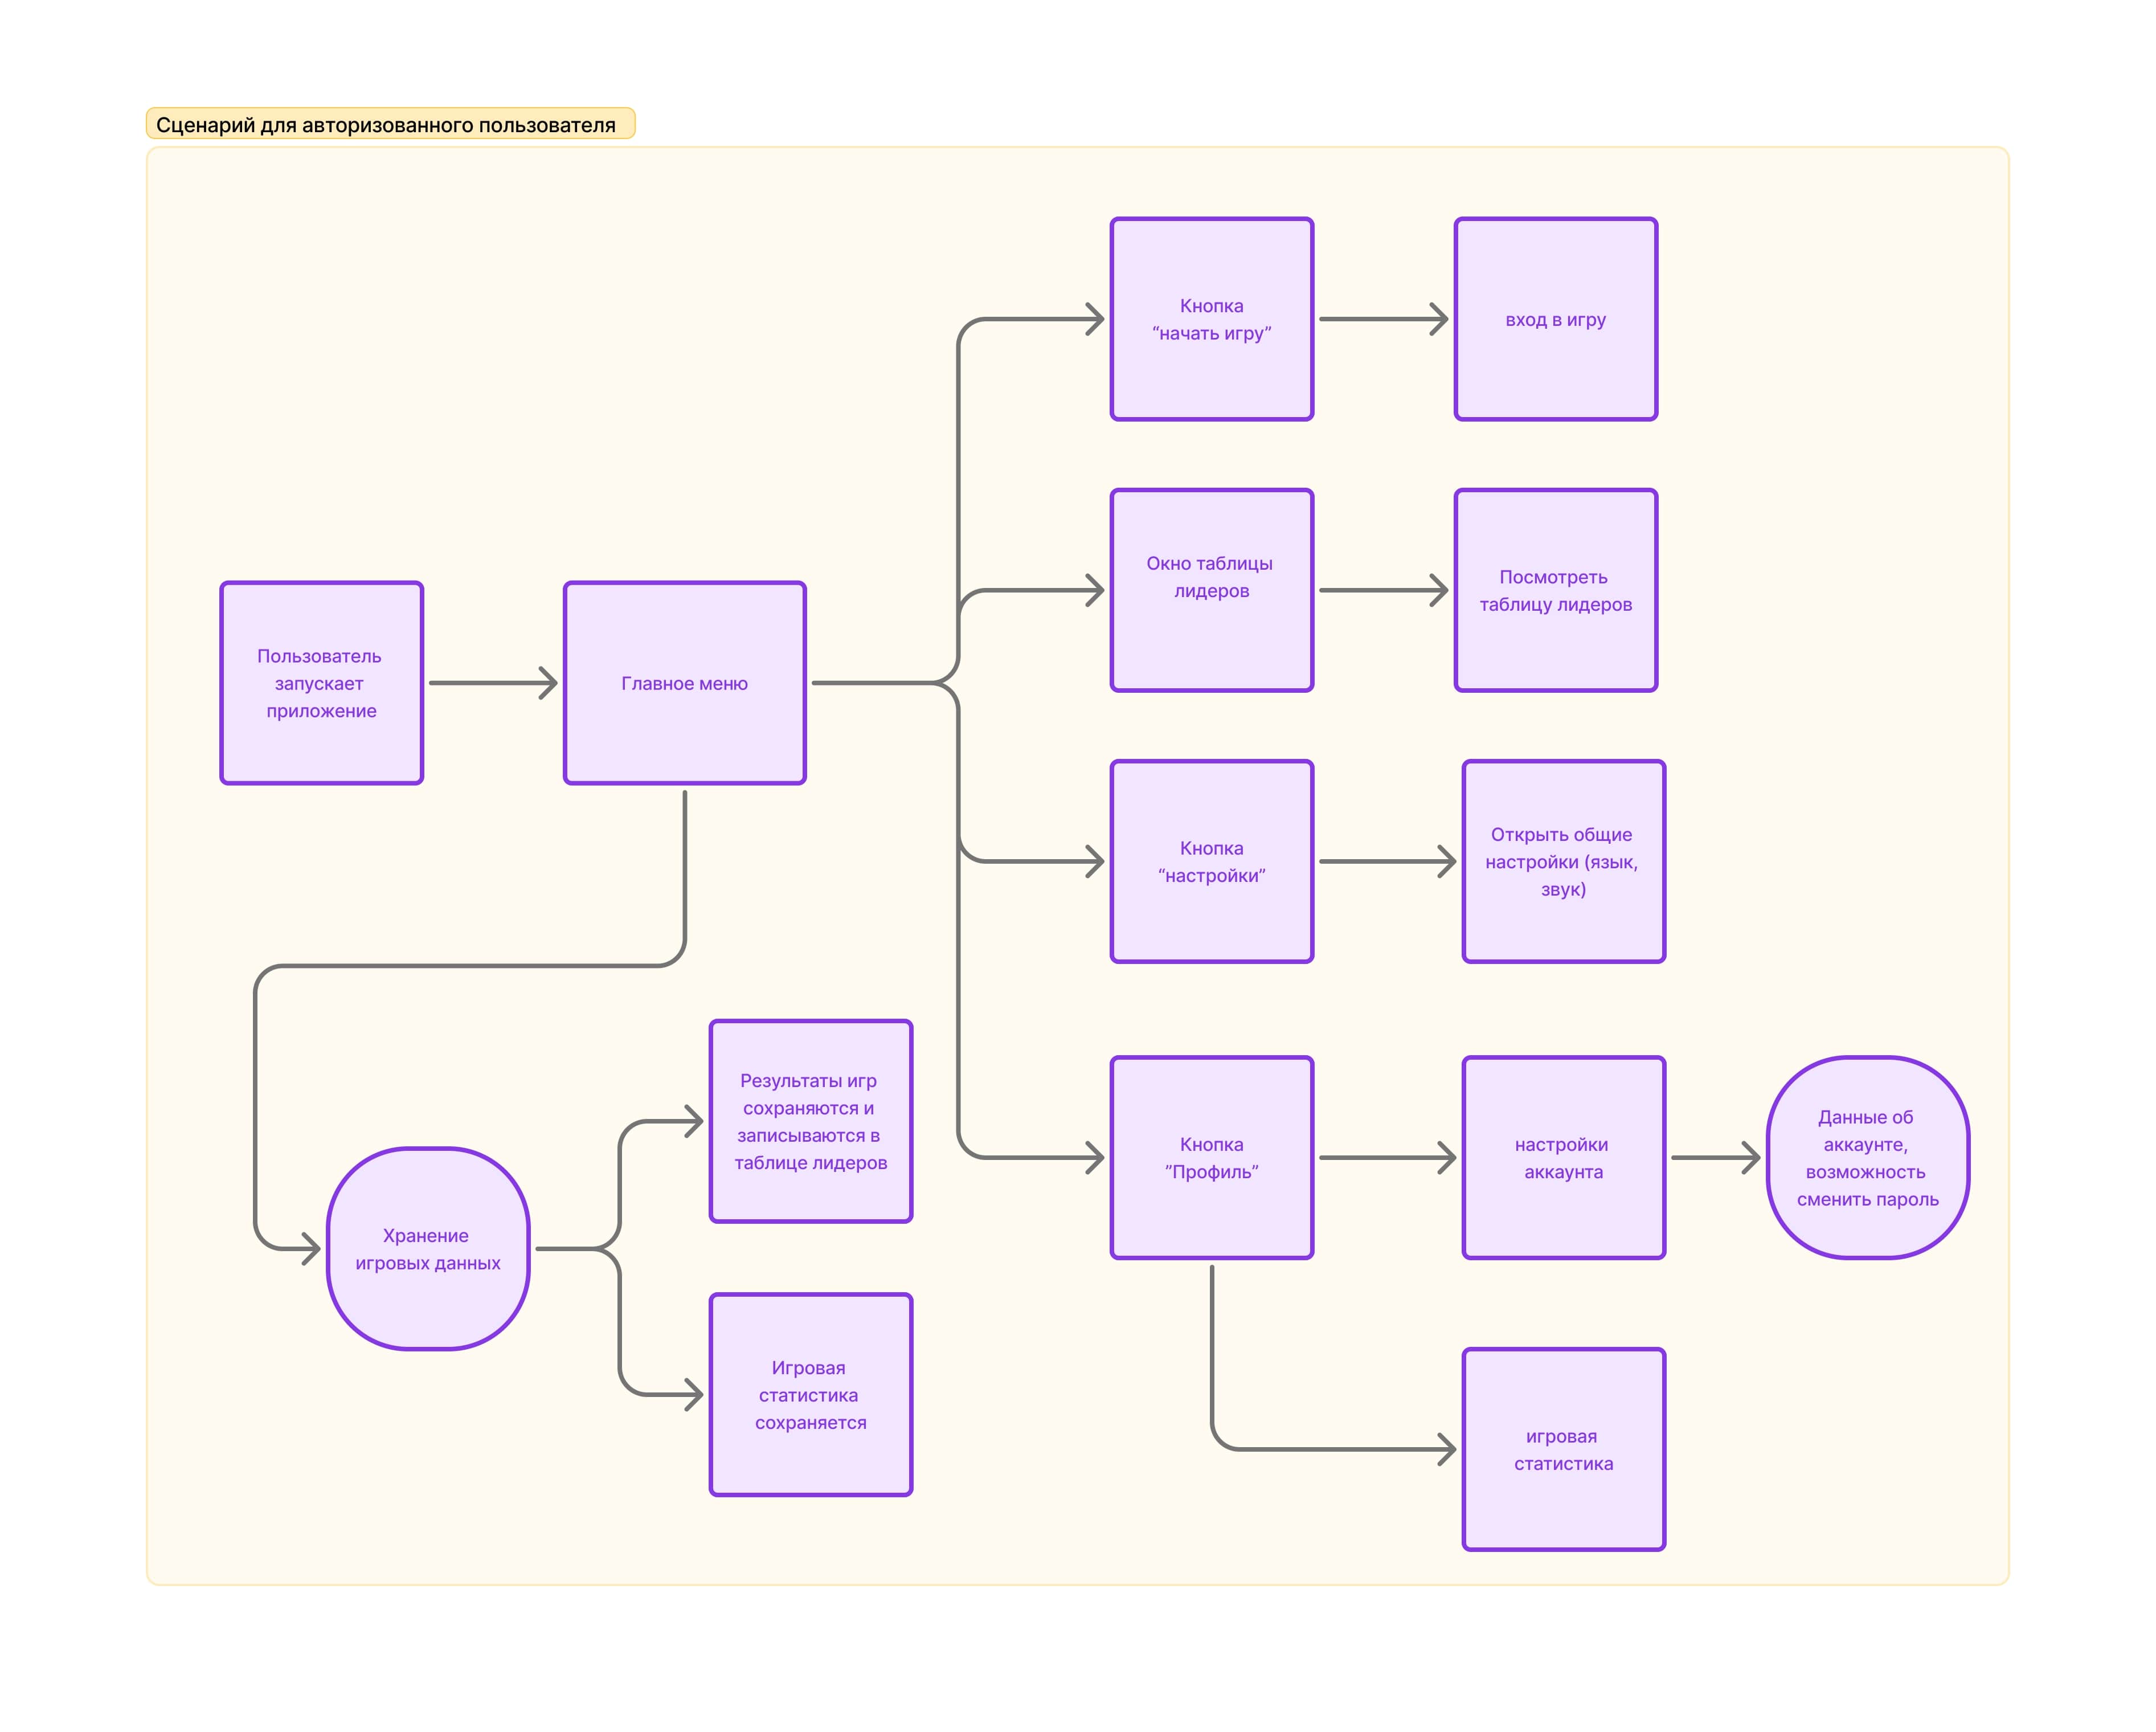 Сценарий для авторизованного пользователя
Кнопка
“начать игру”
вход в игру
Окно таблицы
лидеров
Посмотреть
таблицу лидеров
Пользователь
запускает
приложение
Главное меню
Кнопка
“настройки”
Открыть общие
настройки (язык,
звук)
Результаты игр
сохраняются и
записываются в
таблице лидеров
Кнопка
”Профиль”
настройки
аккаунта
Данные об
аккаунте,
возможность
сменить пароль
Хранение
игровых данных
Игровая
статистика
сохраняется
игровая
статистика